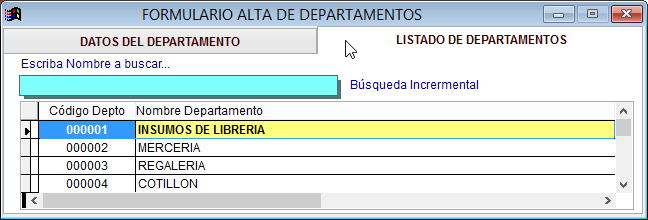 FORMULARIO ALTA DE DEPARTAMENTOS
DATOS DEL DEPARTAMENTO
LISTADO DE DEPARTAMENTOS
Escriba Nombre a buscar...
Búsqueda Incremental
Código Depto Nombre Departamento
000001 INSUMOS DE LIBRERIA
000002 MERCERIA
000003 REGALERIA
000004 COTILLON